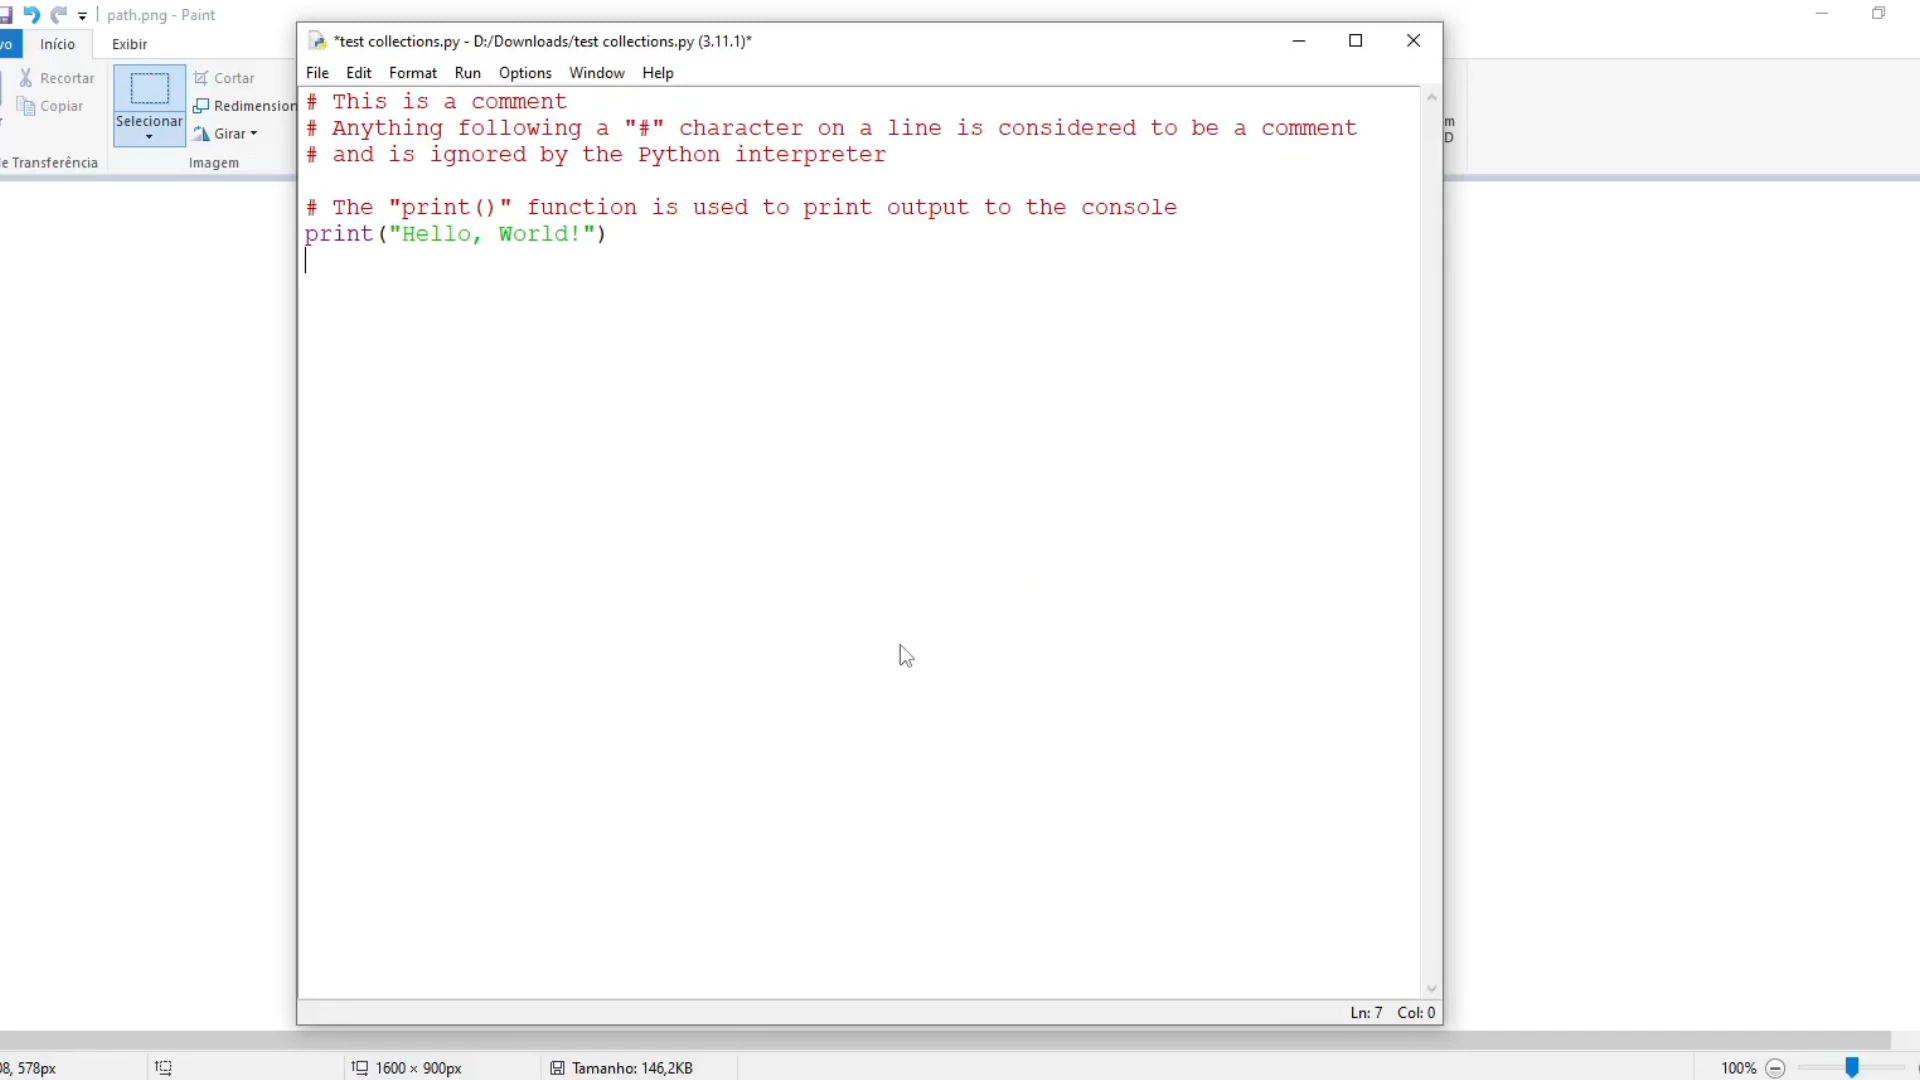 path.png - Paint
vo Início Exibir
Recortar
Copiar
Selecionar
Cortar
Redimension
Girar
e Transferência Imagem
*test collections.py - D:/Downloads/test collections.py (3.11.1)*
File Edit Format Run Options Window Help
# This is a comment
# Anything following a "#" character on a line is considered to be a comment
# and is ignored by the Python interpreter
# The "print()" function is used to print output to the console
print("Hello, World!")
m
D
Ln: 7 Col: 0
8, 578px 1600 × 900px Tamanho: 146,2KB 100%